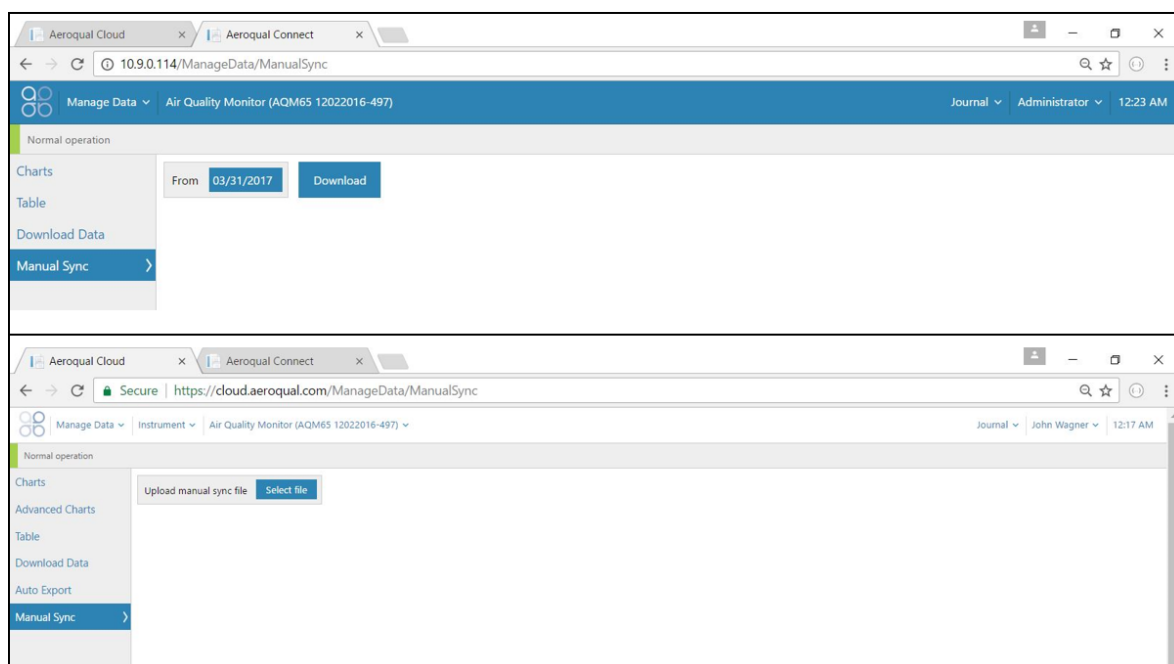 Aeroqual Cloud × Aeroqual Connect ×
10.9.0.114/ManageData/ManualSync
Manage Data Air Quality Monitor (AQM65 12022016-497) Journal Administrator 12:23 AM
Normal operation
Charts
From 03/31/2017 Download
Table
Download Data
Manual Sync
Aeroqual Cloud × Aeroqual Connect ×
Secure | https://cloud.aeroqual.com/ManageData/ManualSync
Manage Data Instrument Air Quality Monitor (AQM65 12022016-497) Journal John Wagner 12:17 AM
Normal operation
Charts
Upload manual sync file Select file
Advanced Charts
Table
Download Data
Auto Export
Manual Sync